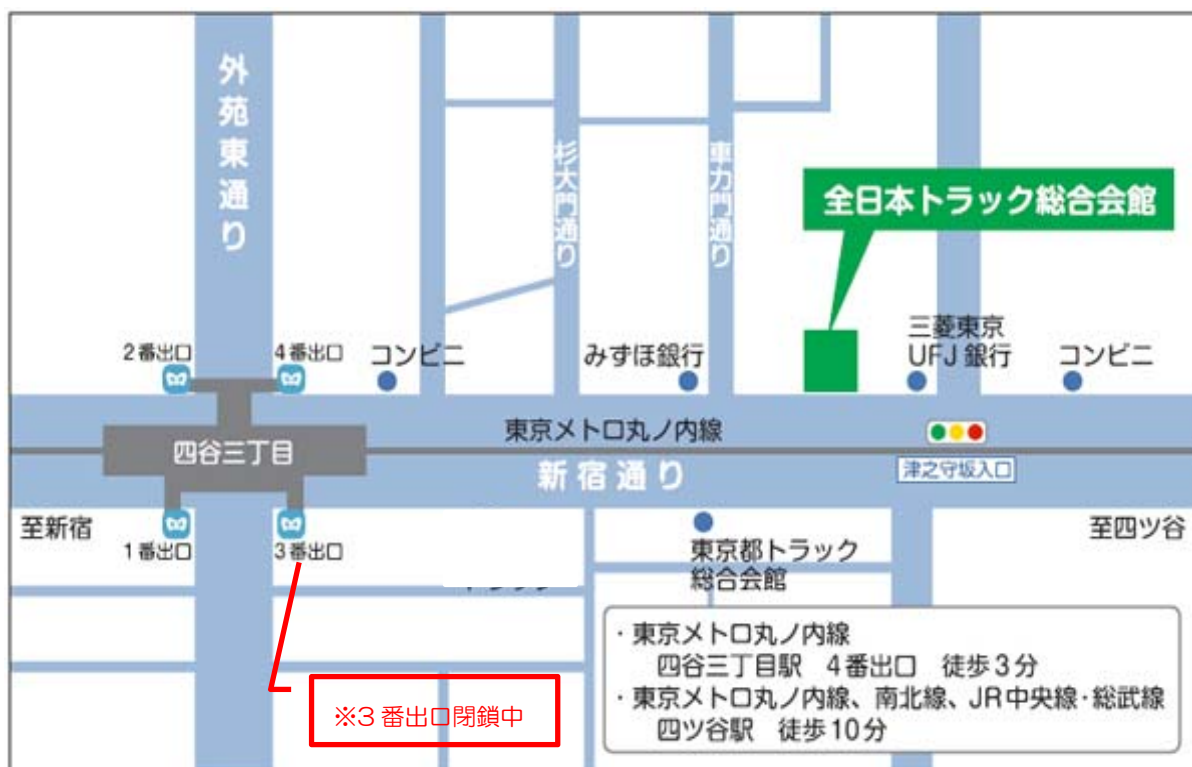 外苑東通り
杉大門通り
車力門通り
全日本トラック総合会館
2番出口
4番出口
コンビニ
みずほ銀行
三菱東京
UFJ銀行
コンビニ
四谷三丁目
東京メトロ丸ノ内線
新宿通り
津之守坂入口
至新宿
1番出口
3番出口
東京都トラック
総合会館
至四ツ谷
・東京メトロ丸ノ内線
四谷三丁目駅 4番出口 徒歩3分
・東京メトロ丸ノ内線、南北線、JR中央線・総武線
四ツ谷駅 徒歩10分
※3番出口閉鎖中